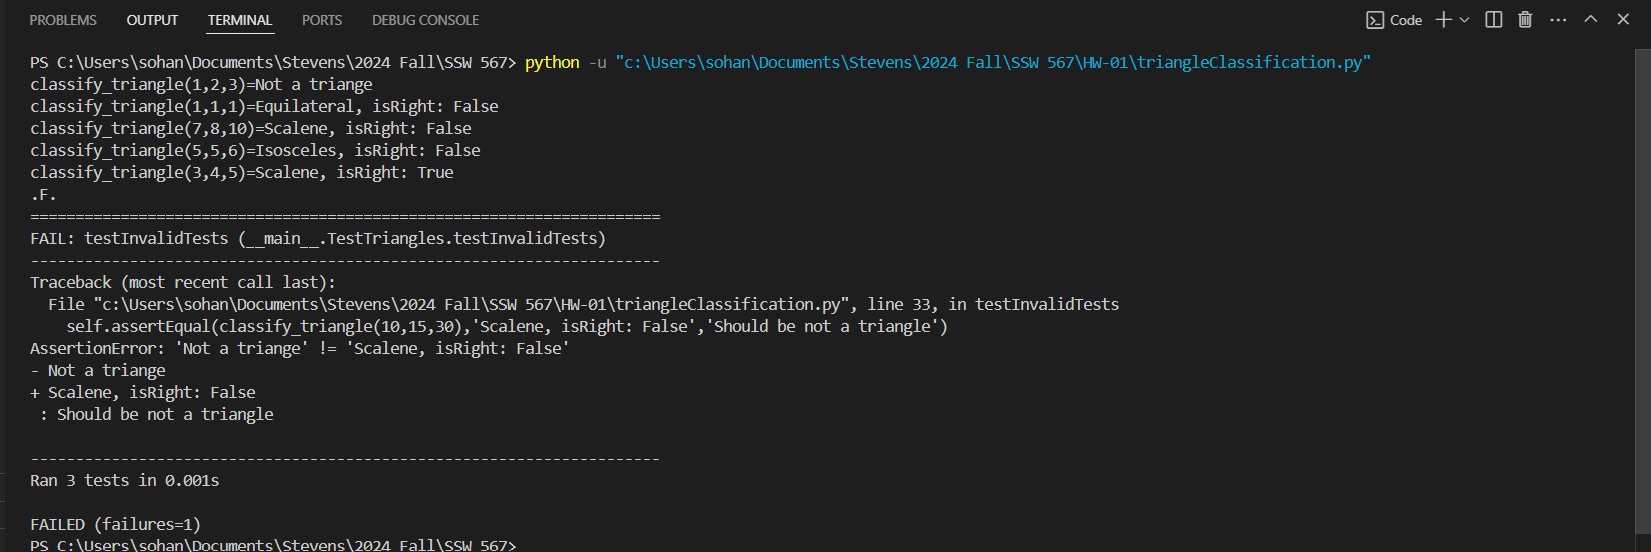 PROBLEMS OUTPUT TERMINAL PORTS DEBUG CONSOLE Code
PS C:\Users\sohan\Documents\Stevens\2024 Fall\SSW 567> python -u "c:\Users\sohan\Documents\Stevens\2024 Fall\SSW 567\HW-01\triangleClassification.py"
classify_triangle(1,2,3)=Not a triange
classify_triangle(1,1,1)=Equilateral, isRight: False
classify_triangle(7,8,10)=Scalene, isRight: False
classify_triangle(5,5,6)=Isosceles, isRight: False
classify_triangle(3,4,5)=Scalene, isRight: True
.F.
======================================================================
FAIL: testInvalidTests (__main__.TestTriangles.testInvalidTests)
----------------------------------------------------------------------
Traceback (most recent call last):
  File "c:\Users\sohan\Documents\Stevens\2024 Fall\SSW 567\HW-01\triangleClassification.py", line 33, in testInvalidTests
    self.assertEqual(classify_triangle(10,15,30),'Scalene, isRight: False','Should be not a triangle')
AssertionError: 'Not a triange' != 'Scalene, isRight: False'
- Not a triange
+ Scalene, isRight: False
 : Should be not a triangle
----------------------------------------------------------------------
Ran 3 tests in 0.001s
FAILED (failures=1)
PS C:\Users\sohan\Documents\Stevens\2024 Fall\SSW 567>